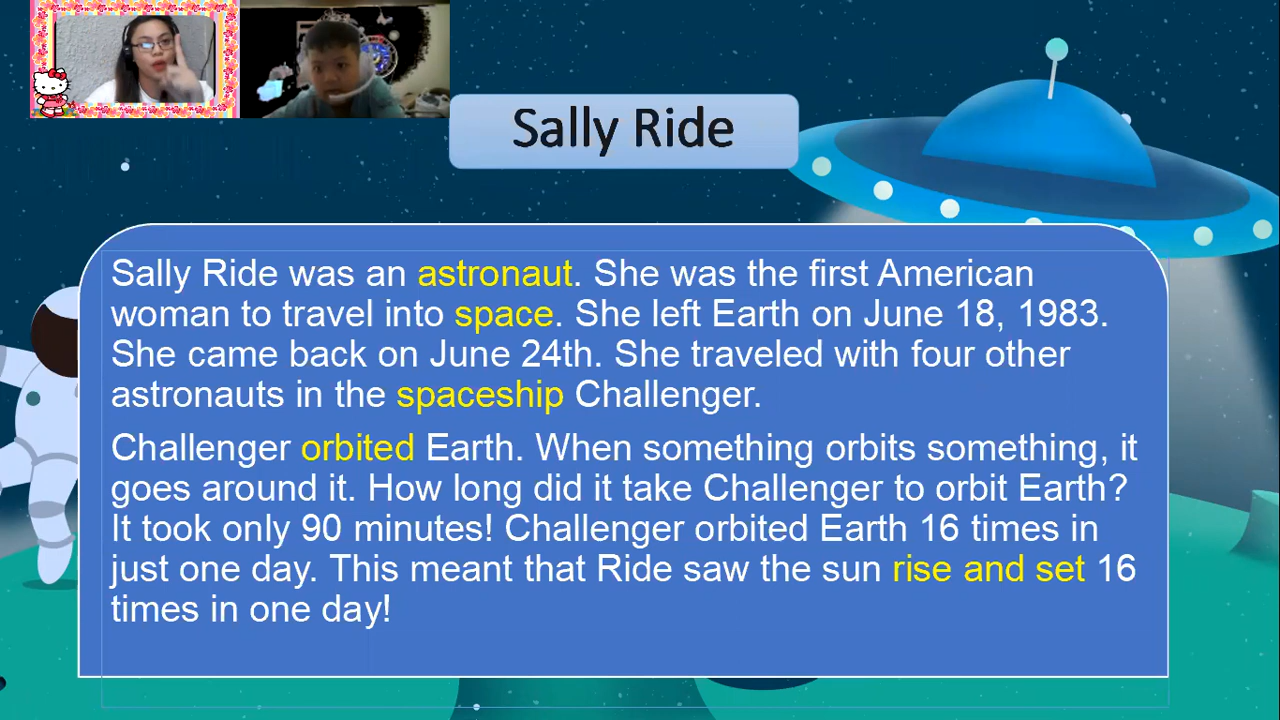 Sally Ride
Sally Ride was an astronaut. She was the first American
woman to travel into space. She left Earth on June 18, 1983.
She came back on June 24th. She traveled with four other
astronauts in the spaceship Challenger.
Challenger orbited Earth. When something orbits something, it
goes around it. How long did it take Challenger to orbit Earth?
It took only 90 minutes! Challenger orbited Earth 16 times in
just one day. This meant that Ride saw the sun rise and set 16
times in one day!